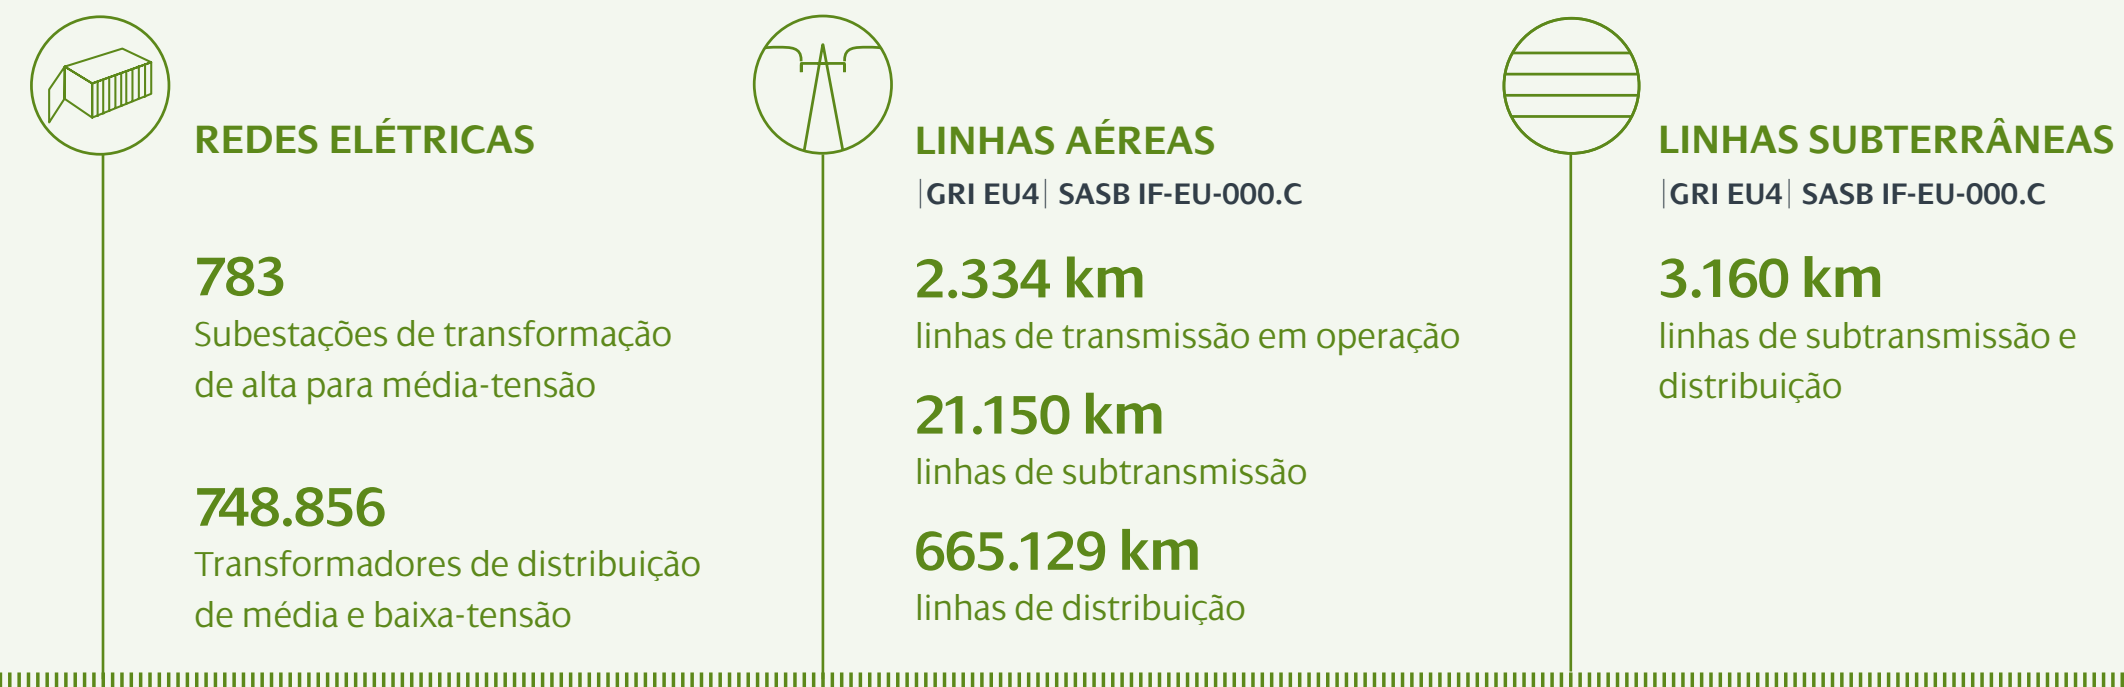 REDES ELÉTRICAS
783
Subestações de transformação
de alta para média-tensão
748.856
Transformadores de distribuição
de média e baixa-tensão
LINHAS AÉREAS
|GRI EU4| SASB IF-EU-000.C
2.334 km
linhas de transmissão em operação
21.150 km
linhas de subtransmissão
665.129 km
linhas de distribuição
LINHAS SUBTERRÂNEAS
|GRI EU4| SASB IF-EU-000.C
3.160 km
linhas de subtransmissão e
distribuição